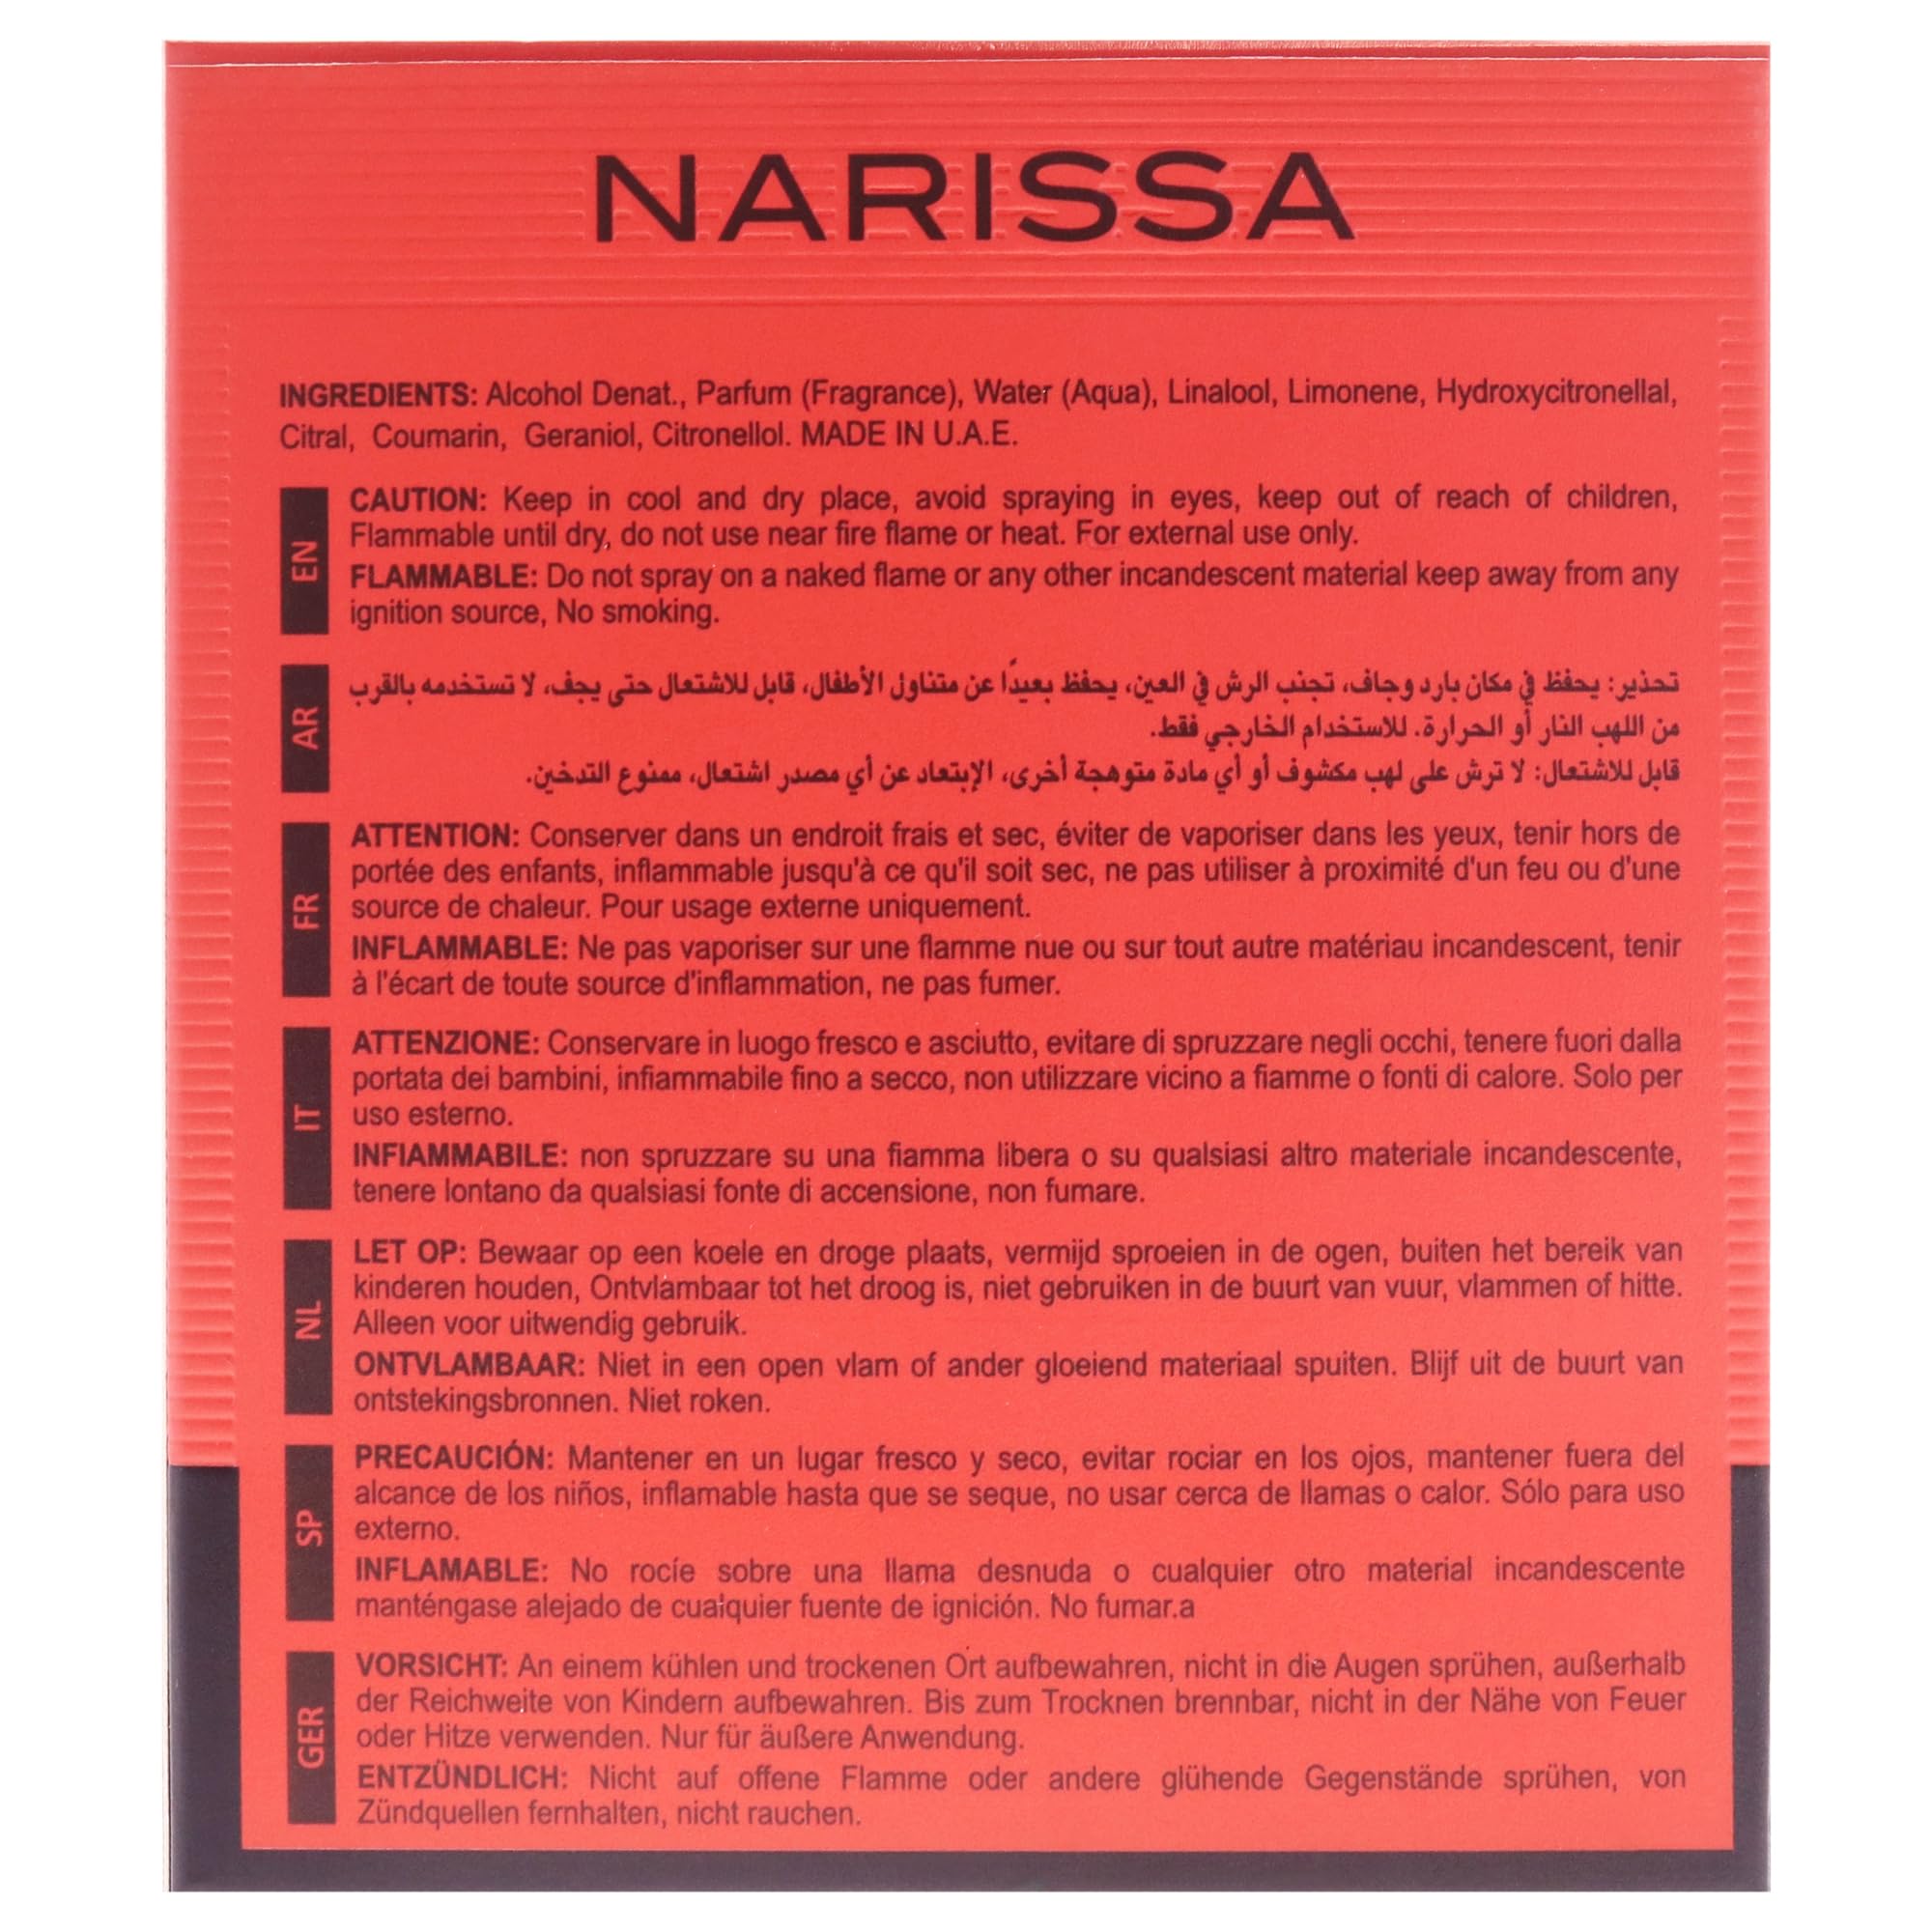 NARISSA
INGREDIENTS: Alcohol Denat., Parfum (Fragrance), Water (Aqua), Linalool, Limonene, Hydroxycitronellal,
Citral, Coumarin, Geraniol, Citronellol. MADE IN U.A.E.
EN
CAUTION: Keep in cool and dry place, avoid spraying in eyes, keep out of reach of children,
Flammable until dry, do not use near fire flame or heat. For external use only.
FLAMMABLE: Do not spray on a naked flame or any other incandescent material keep away from any
ignition source, No smoking.
AR
تحذير: يحفظ في مكان بارد وجاف، تجنب الرش في العين، يحفظ بعيدًا عن متناول الأطفال، قابل للاشتعال حتى يجف، لا تستخدمه بالقرب
من اللهب النار أو الحرارة. للاستخدام الخارجي فقط.
قابل للاشتعال: لا ترش على لهب مكشوف أو أي مادة متوهجة أخرى، الإبتعاد عن أي مصدر اشتعال، ممنوع التدخين.
FR
ATTENTION: Conserver dans un endroit frais et sec, éviter de vaporiser dans les yeux, tenir hors de
portée des enfants, inflammable jusqu'à ce qu'il soit sec, ne pas utiliser à proximité d'un feu ou d'une
source de chaleur. Pour usage externe uniquement.
INFLAMMABLE: Ne pas vaporiser sur une flamme nue ou sur tout autre matériau incandescent, tenir
à l'écart de toute source d'inflammation, ne pas fumer.
IT
ATTENZIONE: Conservare in luogo fresco e asciutto, evitare di spruzzare negli occhi, tenere fuori dalla
portata dei bambini, infiammabile fino a secco, non utilizzare vicino a fiamme o fonti di calore. Solo per
uso esterno.
INFIAMMABILE: non spruzzare su una fiamma libera o su qualsiasi altro materiale incandescente,
tenere lontano da qualsiasi fonte di accensione, non fumare.
NL
LET OP: Bewaar op een koele en droge plaats, vermijd sproeien in de ogen, buiten het bereik van
kinderen houden, Ontvlambaar tot het droog is, niet gebruiken in de buurt van vuur, vlammen of hitte.
Alleen voor uitwendig gebruik.
ONTVLAMBAAR: Niet in een open vlam of ander gloeiend materiaal spuiten. Blijf uit de buurt van
ontstekingsbronnen. Niet roken.
SP
PRECAUCIÓN: Mantener en un lugar fresco y seco, evitar rociar en los ojos, mantener fuera del
alcance de los niños, inflamable hasta que se seque, no usar cerca de llamas o calor. Sólo para uso
externo.
INFLAMABLE: No rocíe sobre una llama desnuda o cualquier otro material incandescente
manténgase alejado de cualquier fuente de ignición. No fumar.a
GER
VORSICHT: An einem kühlen und trockenen Ort aufbewahren, nicht in die Augen sprühen, außerhalb
der Reichweite von Kindern aufbewahren. Bis zum Trocknen brennbar, nicht in der Nähe von Feuer
oder Hitze verwenden. Nur für äußere Anwendung.
ENTZÜNDLICH: Nicht auf offene Flamme oder andere glühende Gegenstände sprühen, von
Zündquellen fernhalten, nicht rauchen.